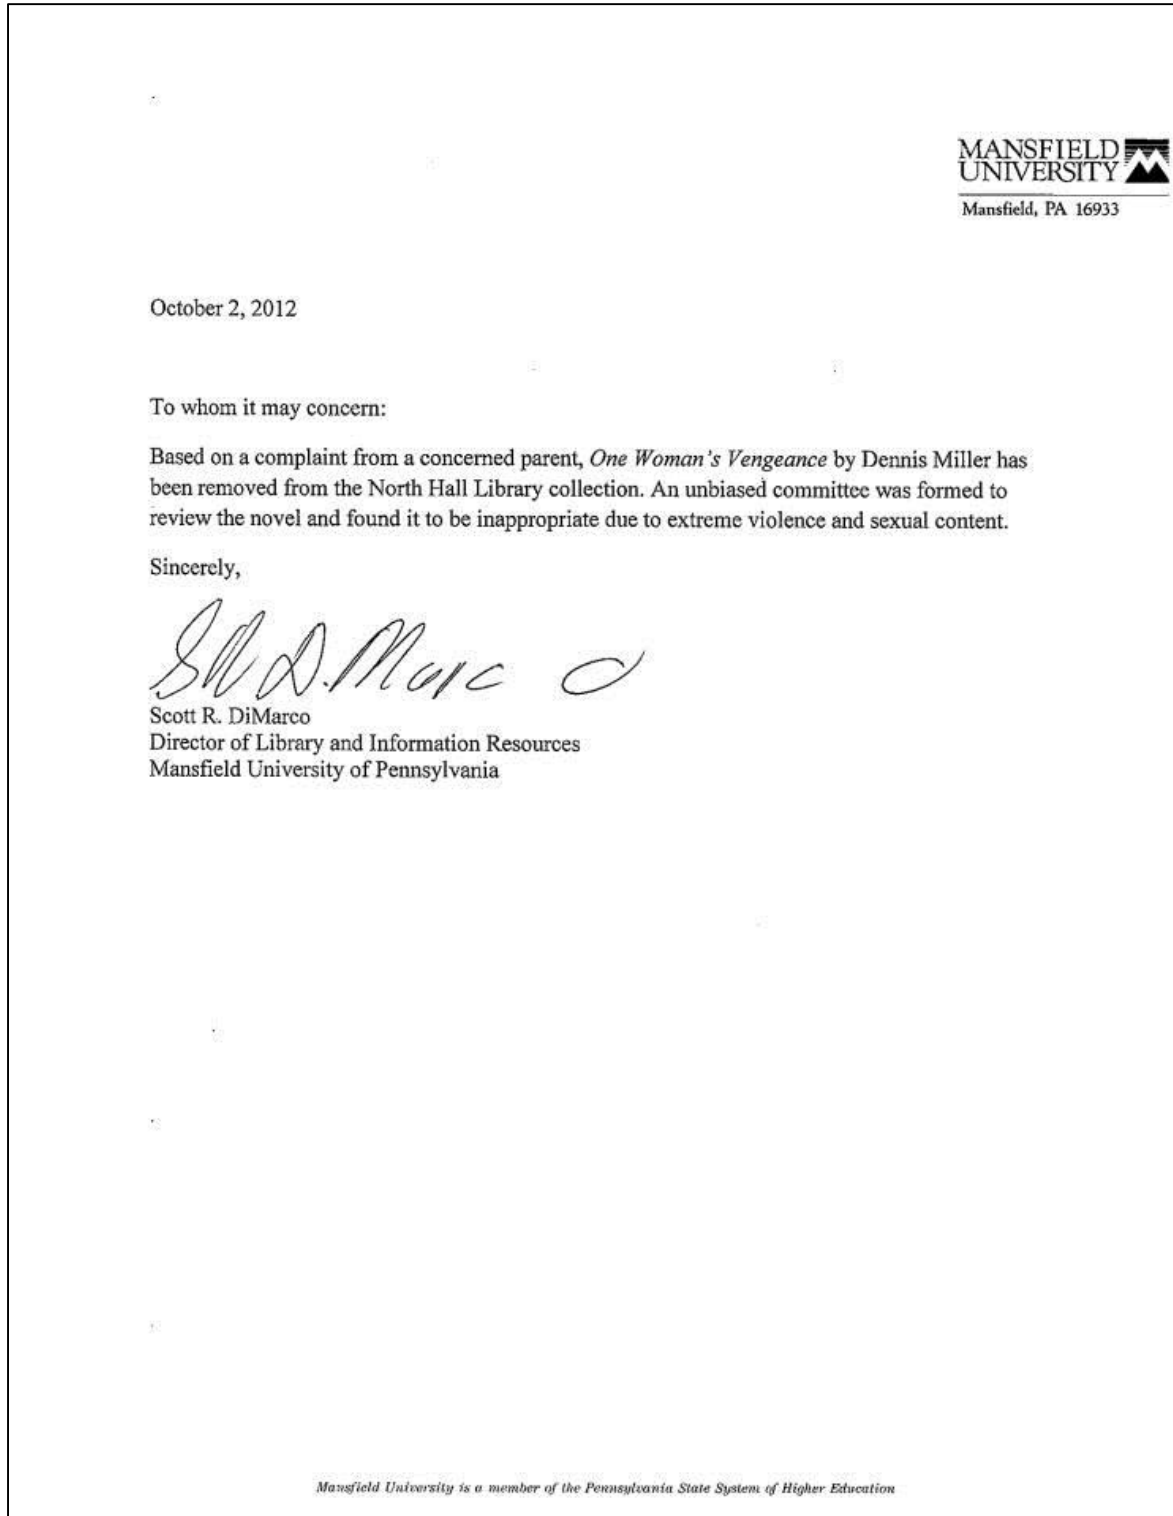 MANSFIELD
UNIVERSITY
Mansfield, PA 16933
October 2, 2012
To whom it may concern:
Based on a complaint from a concerned parent, One Woman's Vengeance by Dennis Miller has
been removed from the North Hall Library collection. An unbiased committee was formed to
review the novel and found it to be inappropriate due to extreme violence and sexual content.
Sincerely,
Scott R. DiMarco
Director of Library and Information Resources
Mansfield University of Pennsylvania
Mansfield University is a member of the Pennsylvania State System of Higher Education